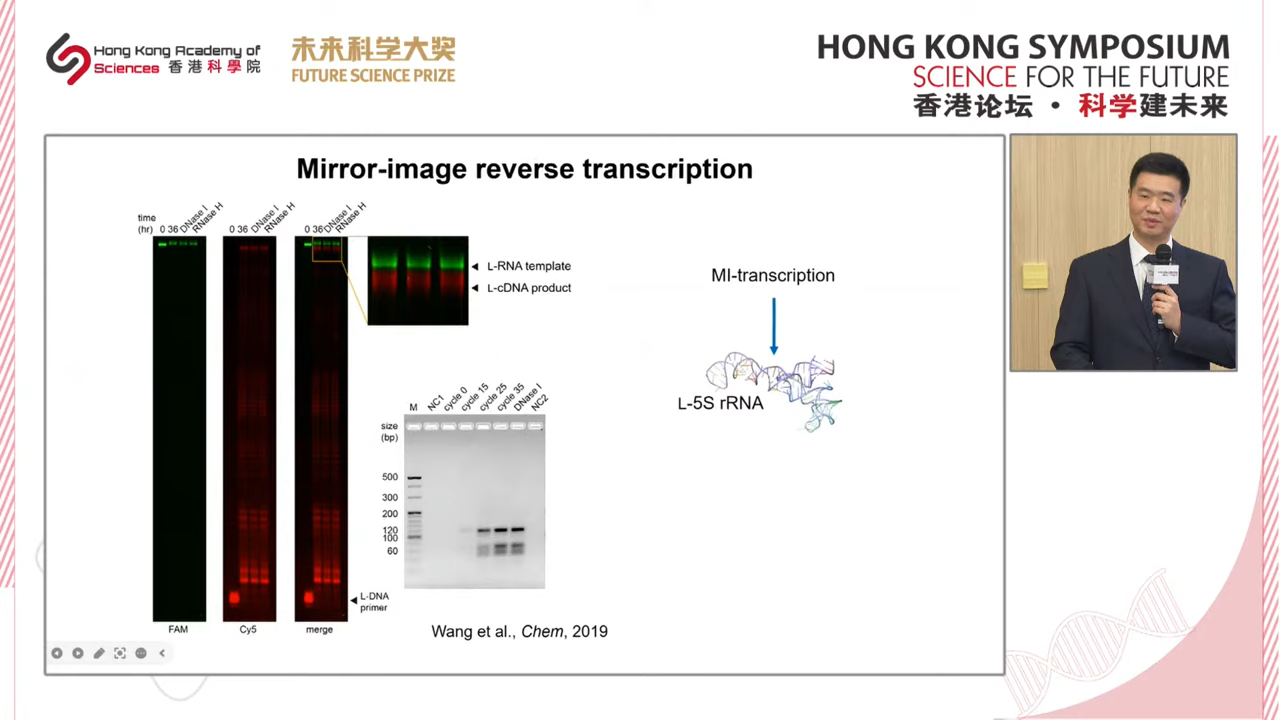 Hong Kong Academy of
Sciences 香港科學院
未来科学大奖
FUTURE SCIENCE PRIZE
HONG KONG SYMPOSIUM
SCIENCE FOR THE FUTURE
香港论坛 · 科学建未来
Mirror-image reverse transcription
time
(hr)
0 36 DNase I RNase H
0 36 DNase I RNase H
0 36 DNase I RNase H
L-RNA template
L-cDNA product
L-DNA
primer
FAM
Cy5
merge
M NC1 cycle 0 cycle 15 cycle 25 cycle 35 DNase I NC2
size
(bp)
500
300
200
120
100
60
Wang et al., Chem, 2019
MI-transcription
L-5S rRNA